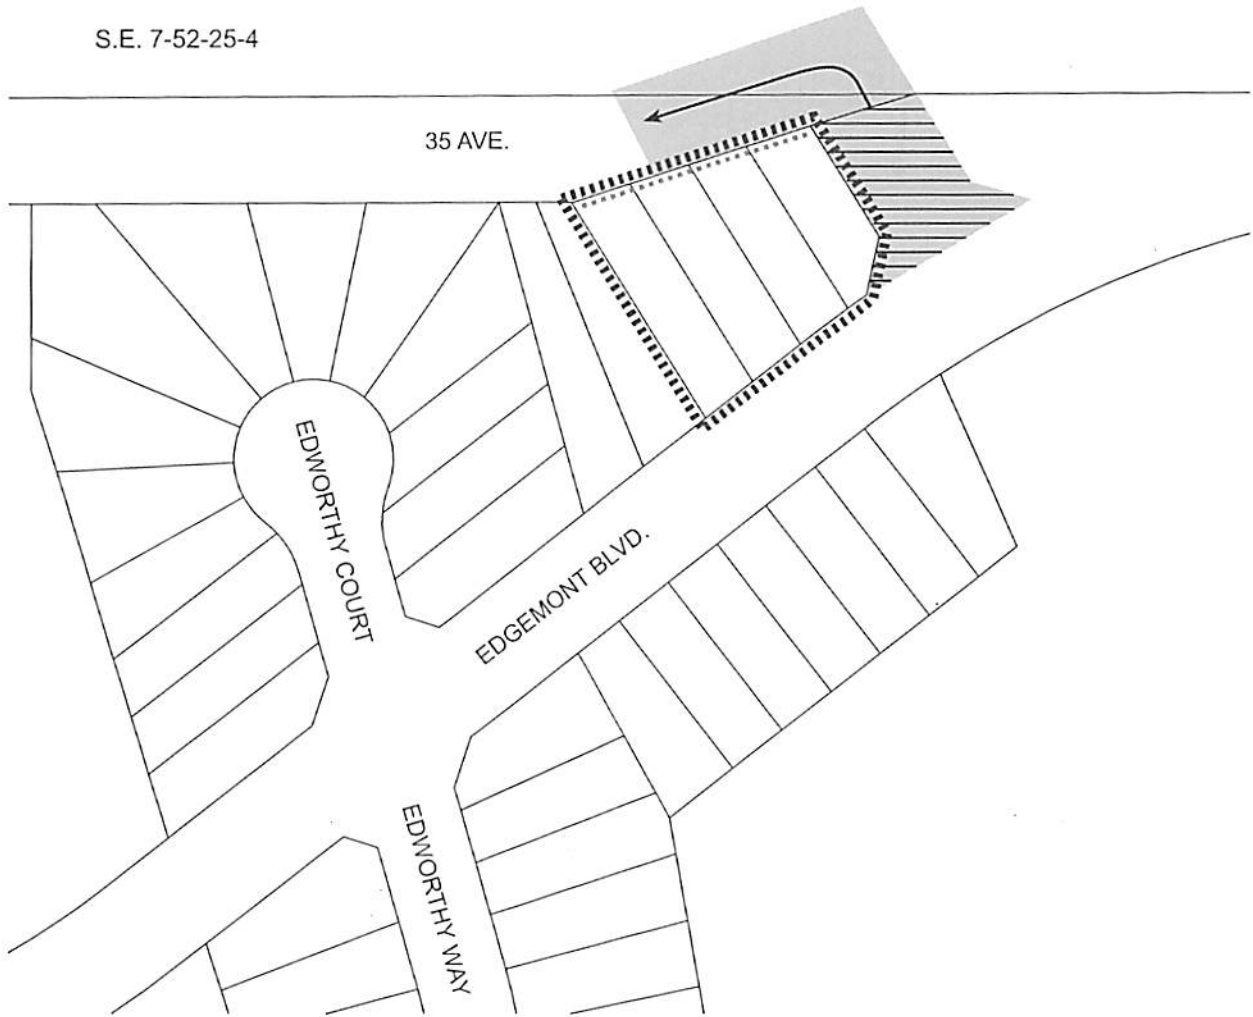 S.E. 7-52-25-4
35 AVE.
EDWORTHY COURT
EDGEMONT BLVD.
EDWORTHY WAY